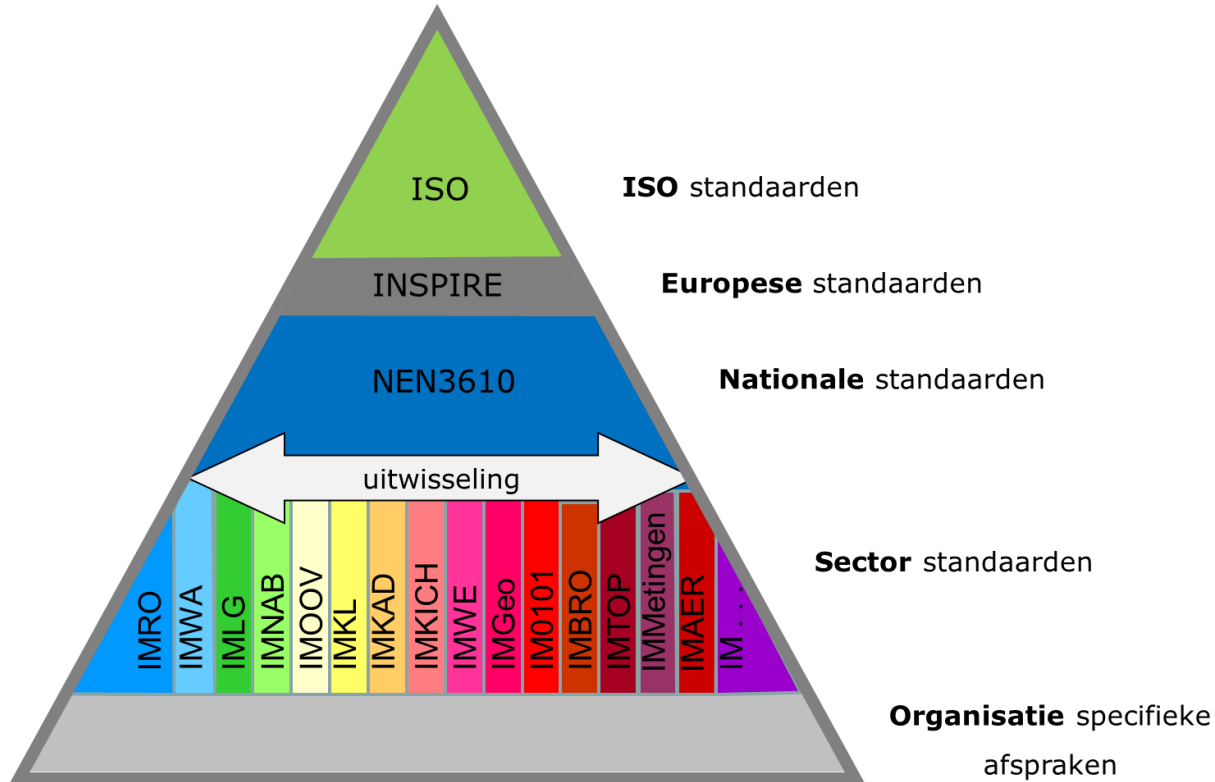 ISO
ISO standaarden
INSPIRE
Europese standaarden
NEN3610
Nationale standaarden
uitwisseling
IMRO
IMWA
IMLG
IMNAB
IMOOV
IMKL
IMKAD
IMKICH
IMWE
IMGeo
IM0101
IMBRO
IMTOP
IMMetingen
IMAER
IM ....
Sector standaarden
Organisatie specifieke
afspraken